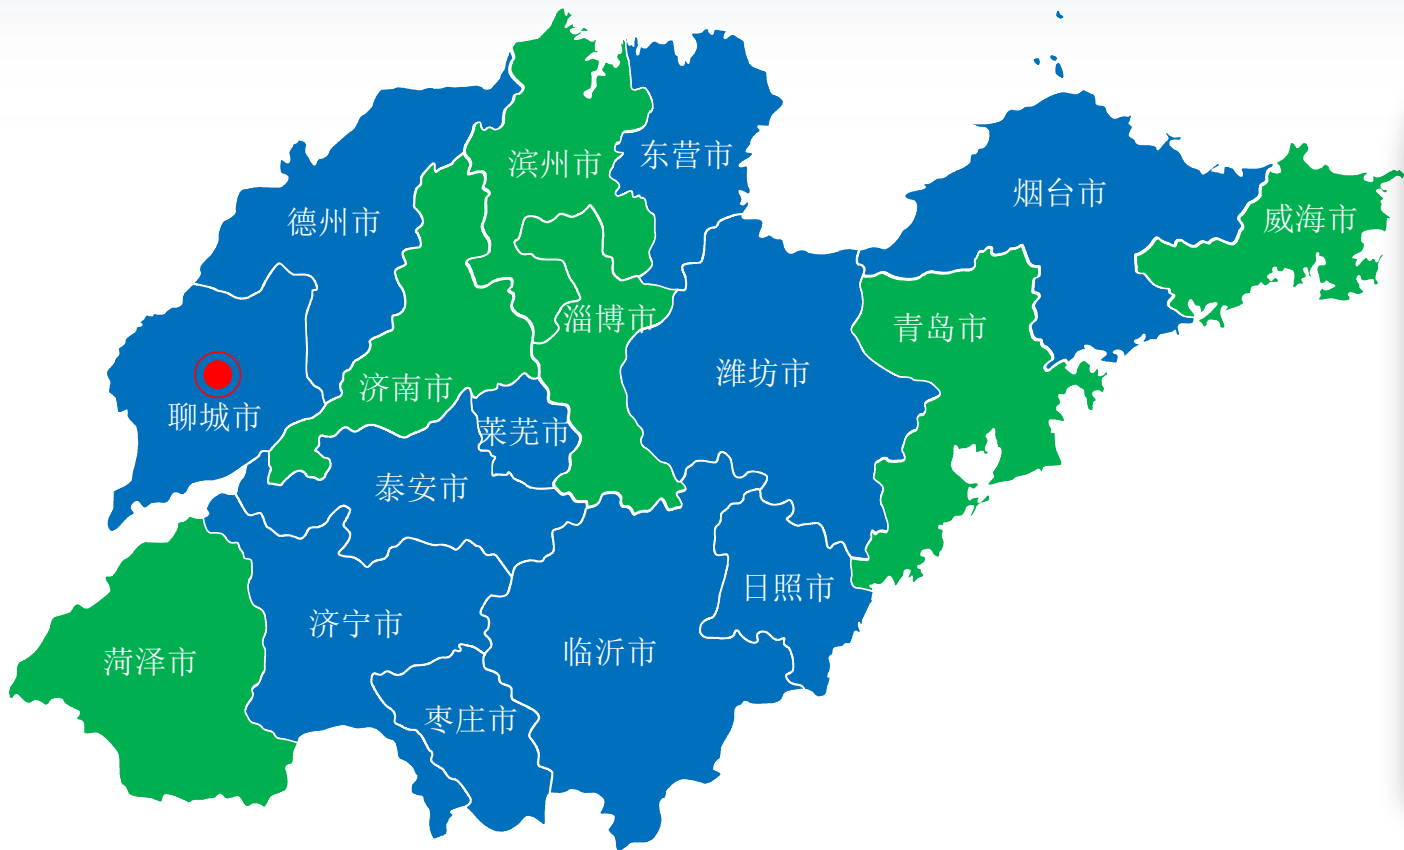 滨州市
东营市
烟台市
威海市
德州市
淄博市
青岛市
潍坊市
济南市
聊城市
莱芜市
泰安市
日照市
济宁市
临沂市
菏泽市
枣庄市